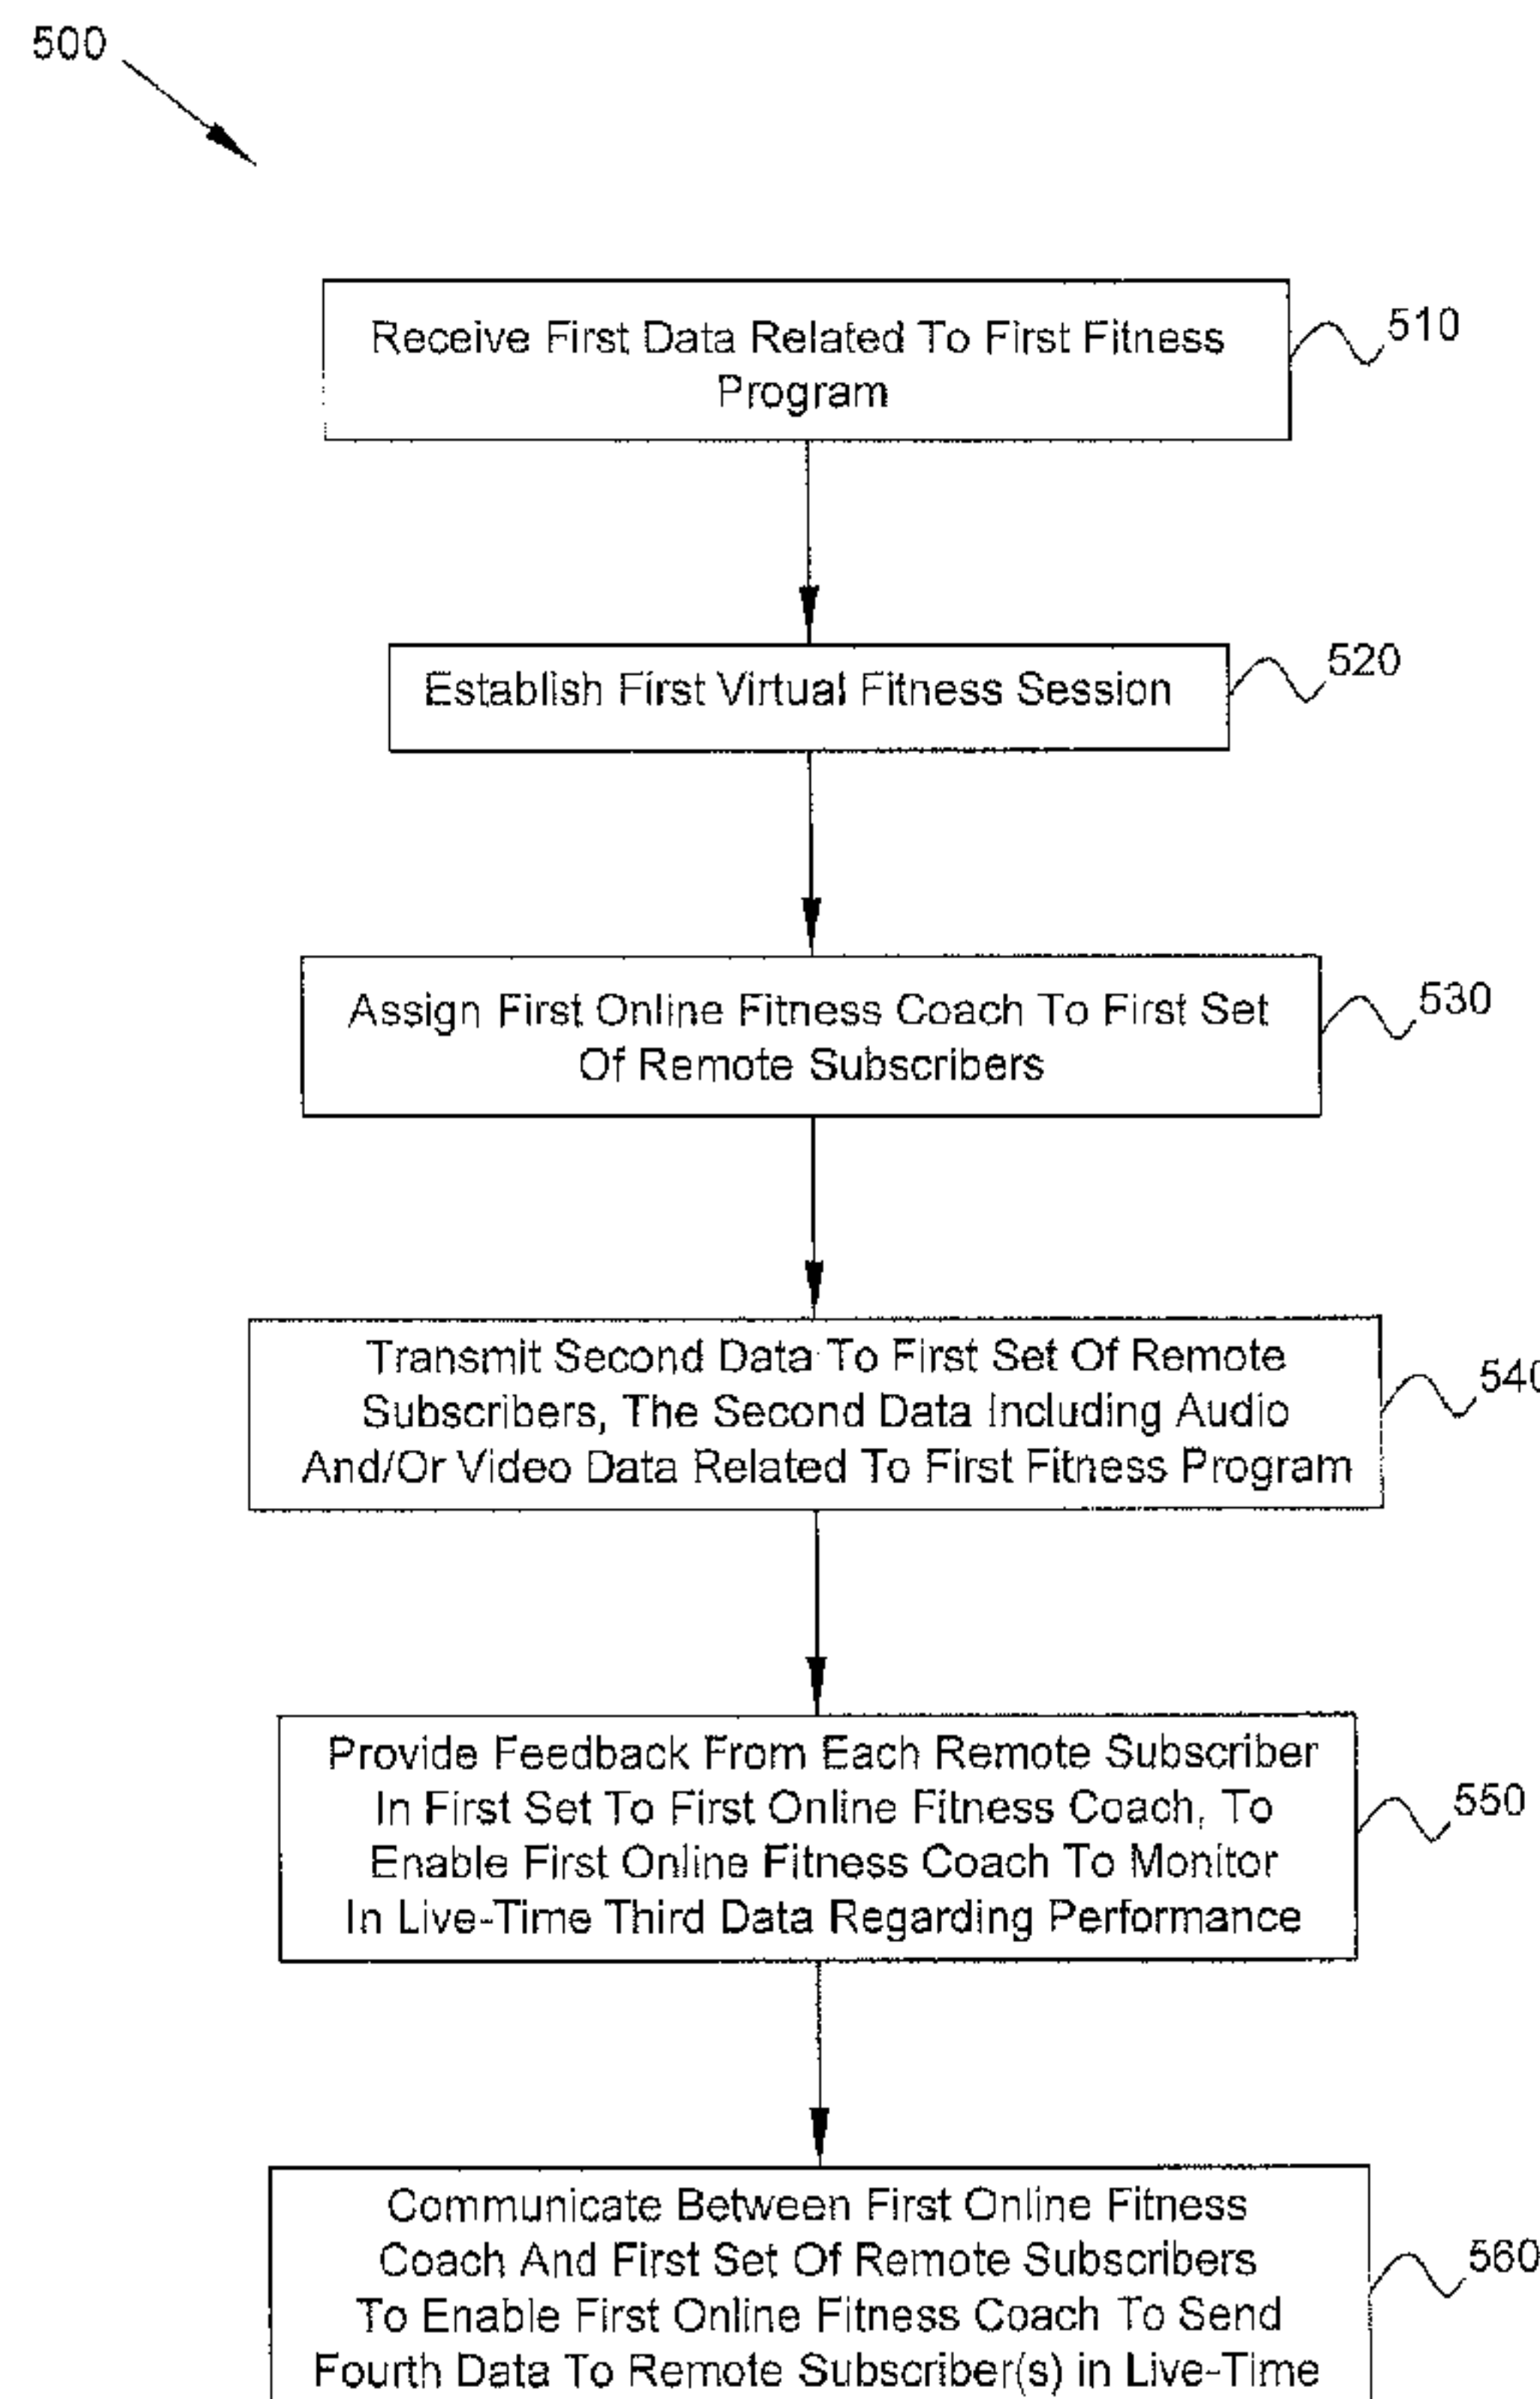 500
Receive First Data Related To First Fitness
Program
510
Establish First Virtual Fitness Session
520
Assign First Online Fitness Coach To First Set
Of Remote Subscribers
530
Transmit Second Data To First Set Of Remote
Subscribers, The Second Data Including Audio
And/Or Video Data Related To First Fitness Program
540
Provide Feedback From Each Remote Subscriber
In First Set To First Online Fitness Coach, To
Enable First Online Fitness Coach To Monitor
In Live-Time Third Data Regarding Performance
550
Communicate Between First Online Fitness
Coach And First Set Of Remote Subscribers
To Enable First Online Fitness Coach To Send
Fourth Data To Remote Subscriber(s) in Live-Time
560